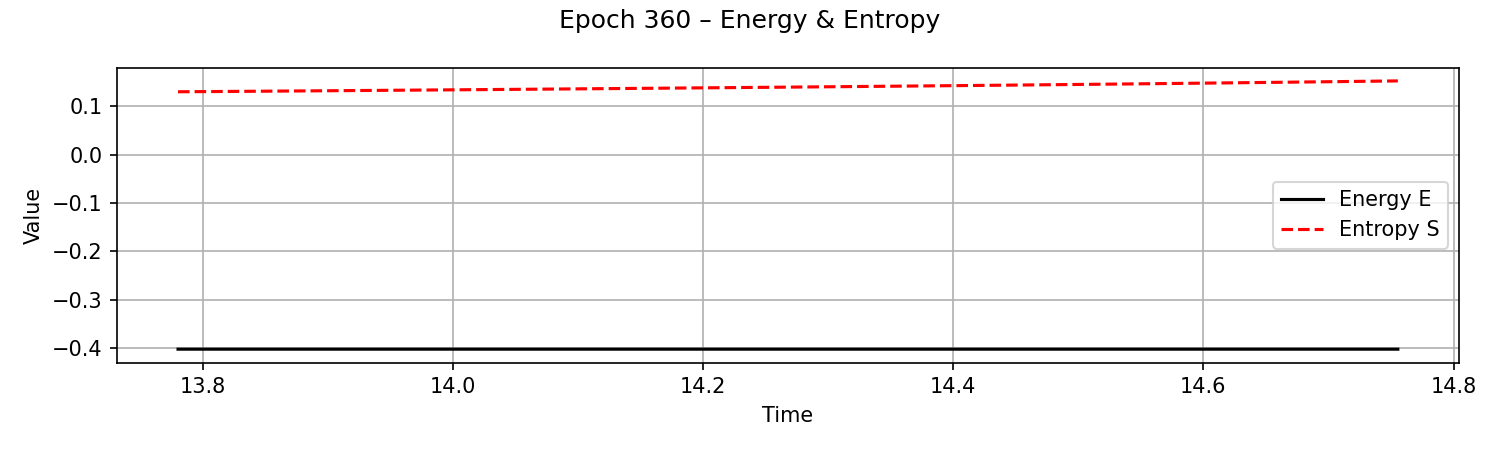 Epoch 360 – Energy & Entropy
Value
0.1
0.0
−0.1
−0.2
−0.3
−0.4
Energy E
Entropy S
13.8
14.0
14.2
14.4
14.6
14.8
Time